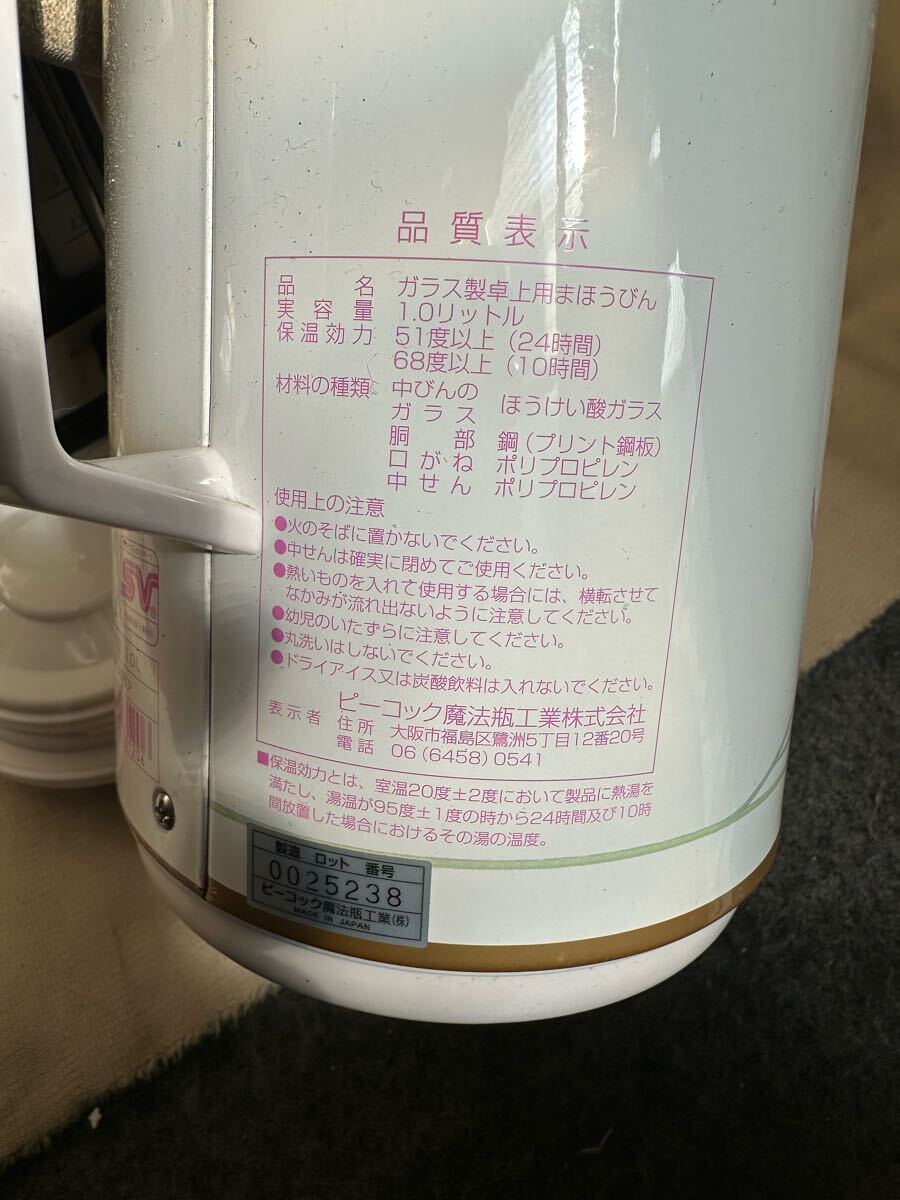 品質表示
品名 ガラス製卓上用まほうびん
実容量 1.0リットル
保温効力 51度以上(24時間)
68度以上(10時間)
材料の種類 中びんの
ガラス ほうけい酸ガラス
胴部 鋼(プリント鋼板)
口がね ポリプロピレン
中せん ポリプロピレン
使用上の注意
●火のそばに置かないでください。
●中せんは確実に閉めてご使用ください。
●熱いものを入れて使用する場合には、横転させて
なかみが流れ出ないように注意してください。
●幼児のいたずらに注意してください。
●丸洗いはしないでください。
●ドライアイス又は炭酸飲料は入れないでください。
ピーコック魔法瓶工業株式会社
表示者 住所 大阪市福島区鷺洲5丁目12番20号
電話 06(6458)0541
■保温効力とは、室温20度±2度において製品に熱湯を
満たし、湯温が95度±1度の時から24時間及び10時
間放置した場合におけるその湯の温度。
製造 ロット 番号
0025238
ピーコック魔法瓶工業(株)
MADE IN JAPAN
SV